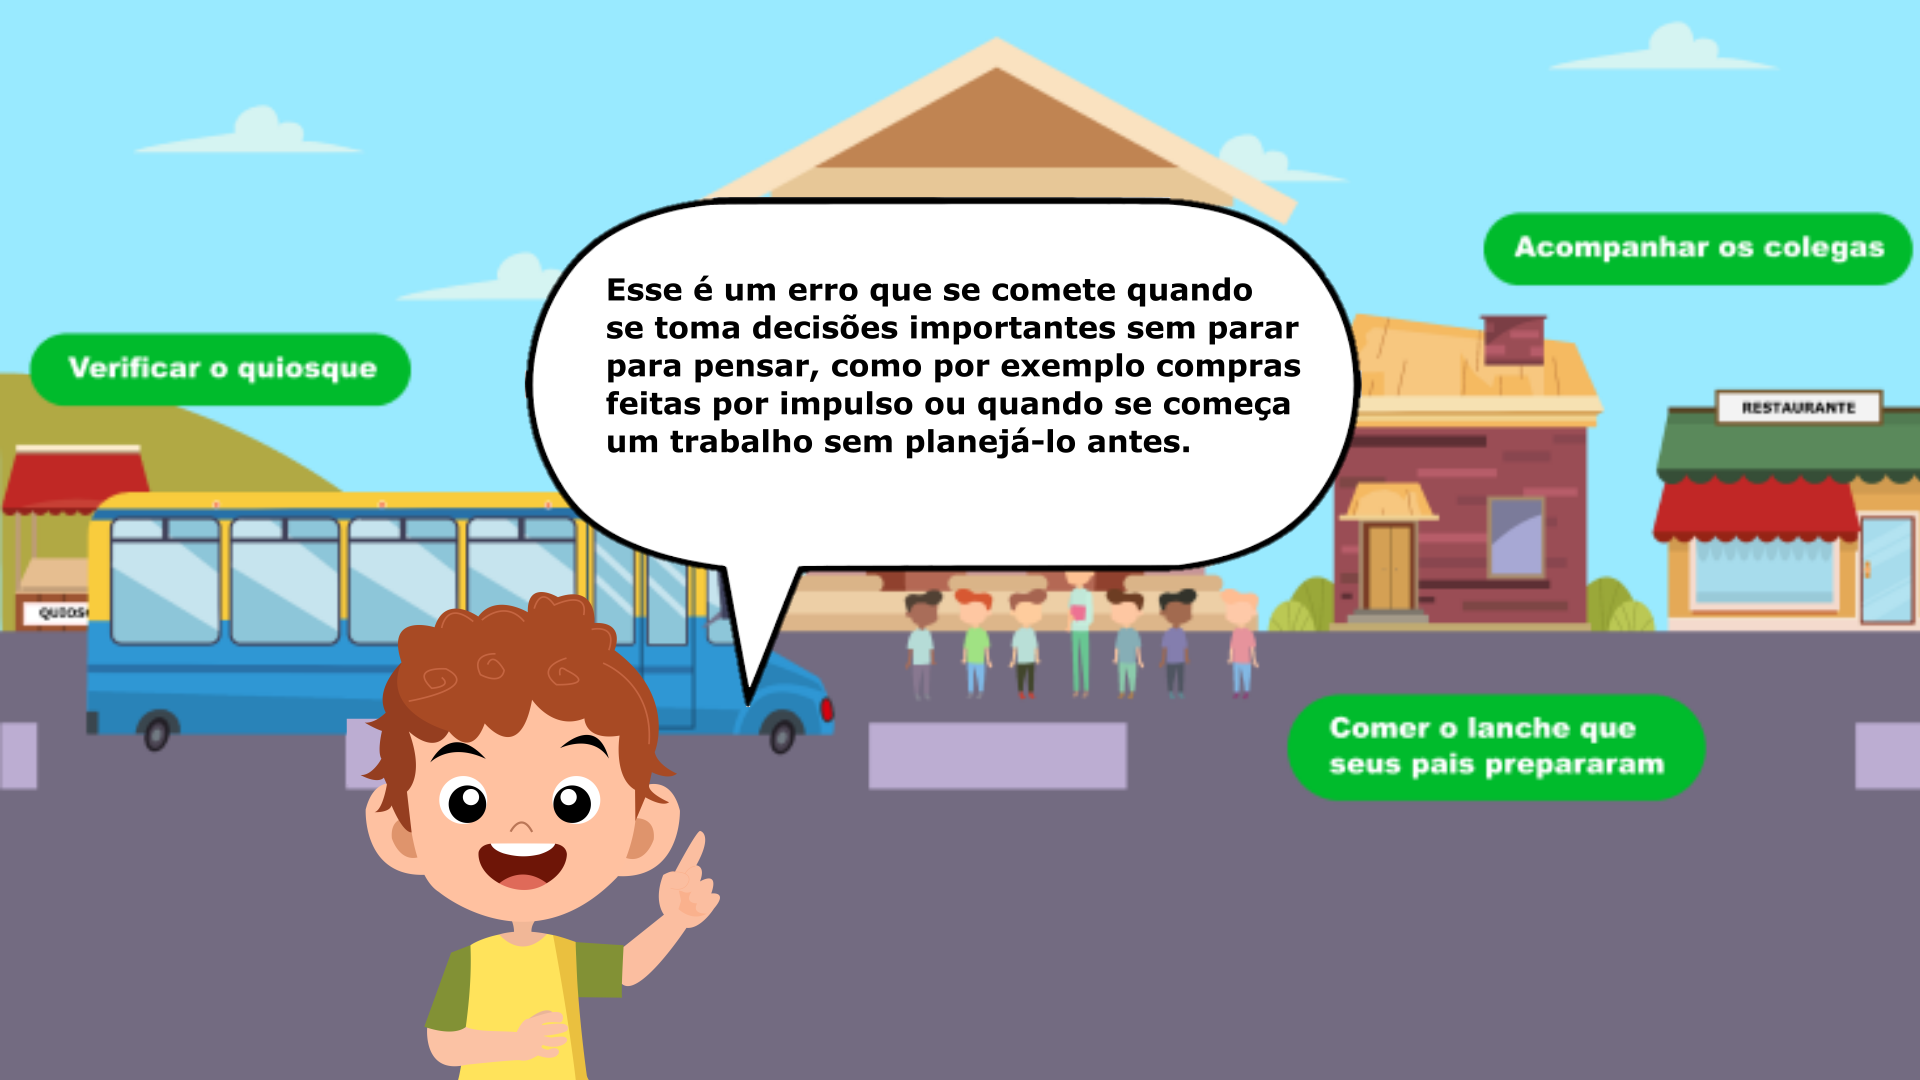 Acompanhar os colegas
Esse é um erro que se comete quando
se toma decisões importantes sem parar
para pensar, como por exemplo compras
feitas por impulso ou quando se começa
um trabalho sem planejá-lo antes.
Verificar o quiosque
RESTAURANTE
Comer o lanche que
seus pais prepararam